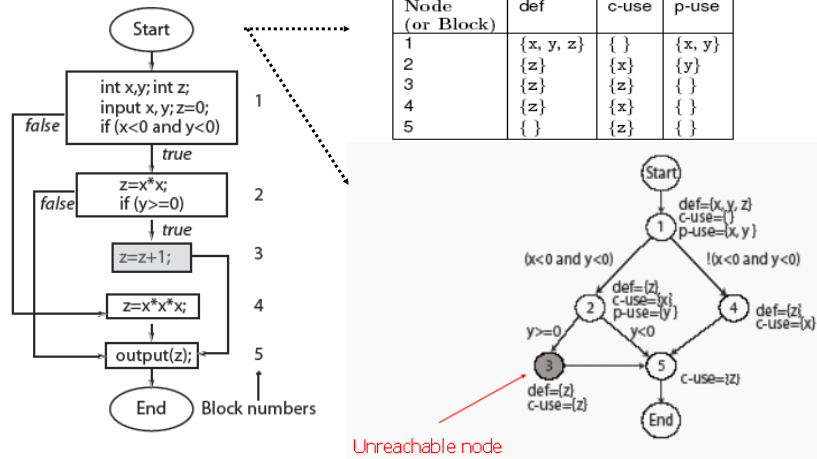 Start
int x,y; int z;
input x, y; z=0;
if (x<0 and y<0)
1
false
true
z=x*x;
if (y>=0)
2
false
true
z=z+1;
3
z=x*x*x;
4
output(z);
5
End
Block numbers
Node (or Block) def c-use p-use
1 {x, y, z} { } {x, y}
2 {z} {x} {y}
3 {z} {z} { }
4 {z} {x} { }
5 { } {z} { }
Start
1
def={x, y, z}
c-use={ }
p-use={x, y }
(x<0 and y<0)
!(x<0 and y<0)
2
def={z}
c-use={x}
p-use={y }
4
def={z}
c-use={x}
y>=0
y<0
3
def={z}
c-use={z}
5
c-use={z}
End
Unreachable node